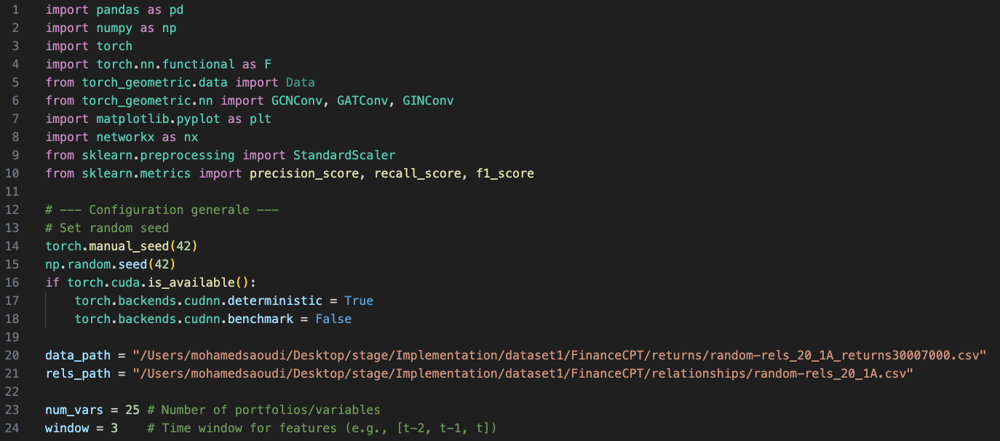 1 import pandas as pd
2 import numpy as np
3 import torch
4 import torch.nn.functional as F
5 from torch_geometric.data import Data
6 from torch_geometric.nn import GCNConv, GATConv, GINConv
7 import matplotlib.pyplot as plt
8 import networkx as nx
9 from sklearn.preprocessing import StandardScaler
10 from sklearn.metrics import precision_score, recall_score, f1_score
11
12 # --- Configuration generale ---
13 # Set random seed
14 torch.manual_seed(42)
15 np.random.seed(42)
16 if torch.cuda.is_available():
17     torch.backends.cudnn.deterministic = True
18     torch.backends.cudnn.benchmark = False
19
20 data_path = "/Users/mohamedsaoudi/Desktop/stage/Implementation/dataset1/FinanceCPT/returns/random-rels_20_1A_returns30007000.csv"
21 rels_path = "/Users/mohamedsaoudi/Desktop/stage/Implementation/dataset1/FinanceCPT/relationships/random-rels_20_1A.csv"
22
23 num_vars = 25 # Number of portfolios/variables
24 window = 3    # Time window for features (e.g., [t-2, t-1, t])